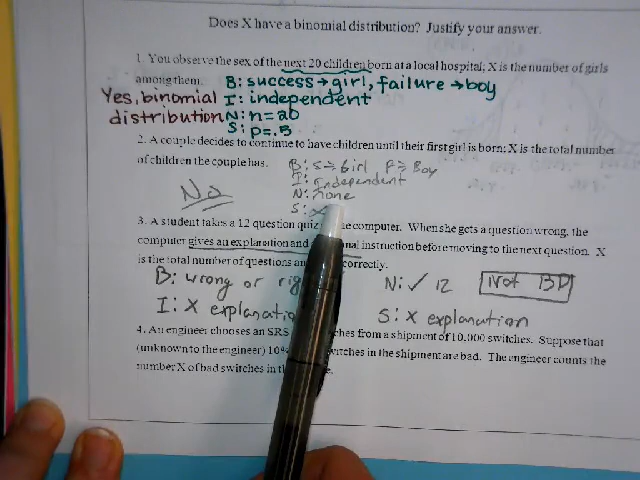 Does X have a binomial distribution? Justify your answer.
1. You observe the sex of the next 20 children born at a local hospital; X is the number of girls
among them. B: success → girl, failure → boy
Yes, binomial I: independent
distribution N: n=20
S: p=.5
2. A couple decides to continue to have children until their first girl is born; X is the total number
of children the couple has. B: S → Girl F → Boy
I: independent
No N: none
S:
3. A student takes a 12 question quiz computer. When she gets a question wrong, the
computer gives an explanation and instruction before moving to the next question. X
is the total number of questions correctly.
B: wrong or N: ✓ 12 Not BD
I: X S: X explanation
4. An engineer chooses an SRS from a shipment of 10,000 switches. Suppose that
(unknown to the engineer) 10% switches in the shipment are bad. The engineer counts the
number X of bad switches in